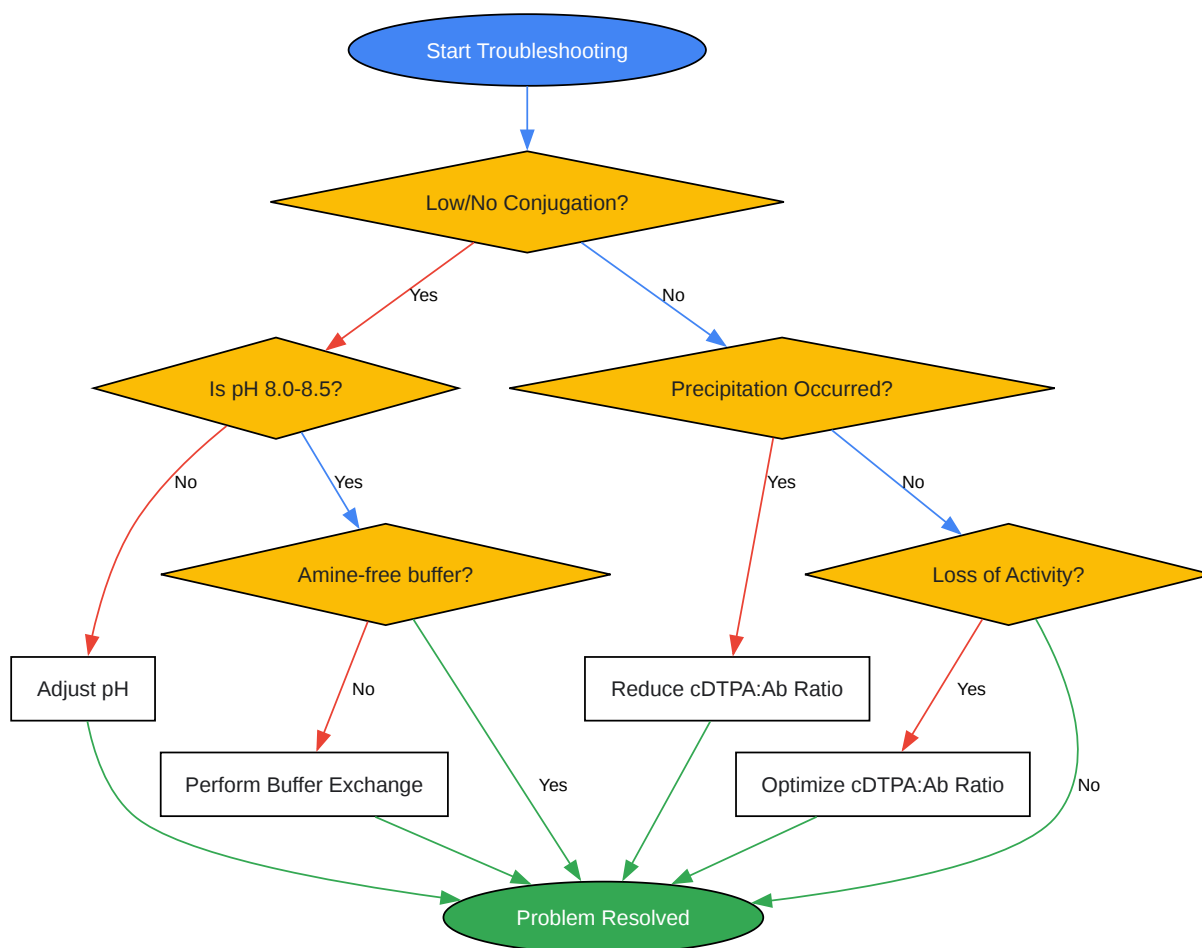 Start Troubleshooting
Low/No Conjugation?
Yes
No
Is pH 8.0-8.5?
Precipitation Occurred?
No
Yes
Yes
No
Amine-free buffer?
Loss of Activity?
Adjust pH
No
Reduce cDTPA:Ab Ratio
Yes
Perform Buffer Exchange
Yes
Optimize cDTPA:Ab Ratio
No
Problem Resolved